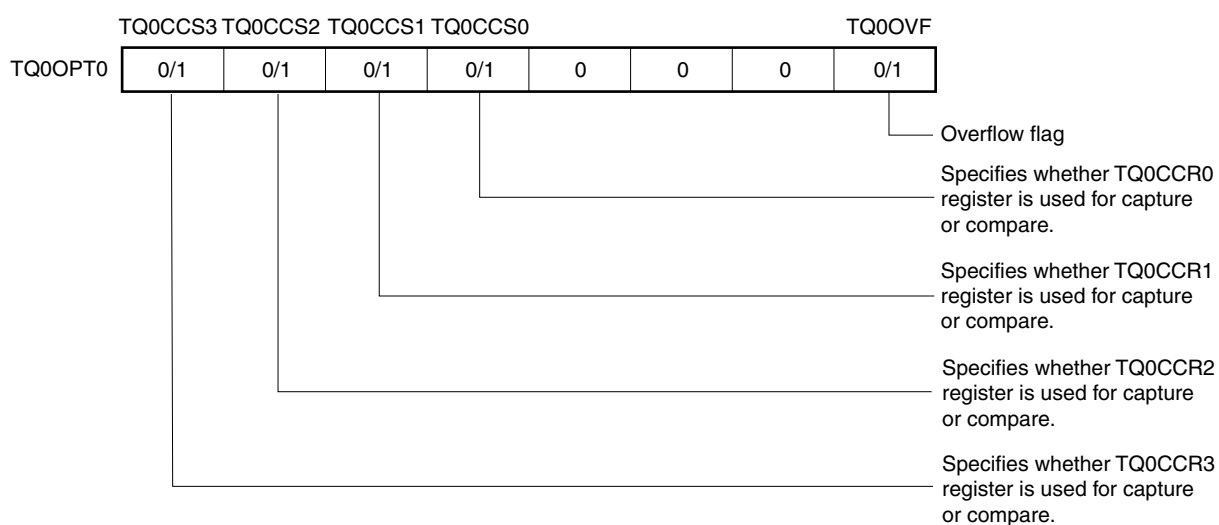 TQ0CCS3 TQ0CCS2 TQ0CCS1 TQ0CCS0 TQ0OVF
TQ0OPT0 0/1 0/1 0/1 0/1 0 0 0 0/1
Overflow flag
Specifies whether TQ0CCR0
register is used for capture
or compare.
Specifies whether TQ0CCR1
register is used for capture
or compare.
Specifies whether TQ0CCR2
register is used for capture
or compare.
Specifies whether TQ0CCR3
register is used for capture
or compare.